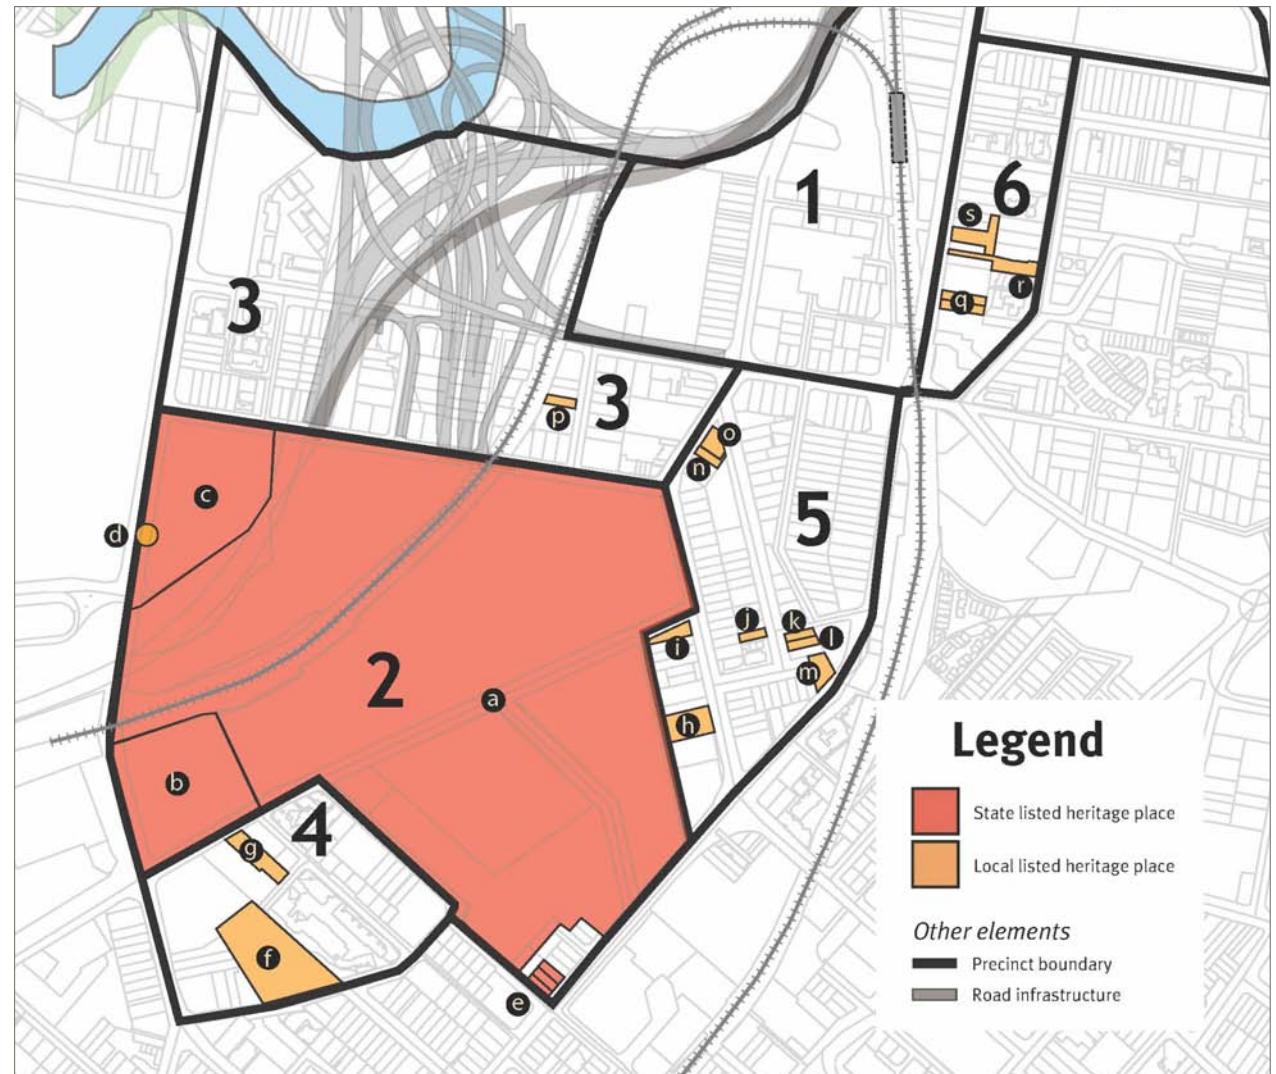 1
6
s
r
q
3
3
p
o
n
c
d
5
j
k
l
i
m
2
a
h
b
4
g
f
e
Legend
State listed heritage place
Local listed heritage place
Other elements
Precinct boundary
Road infrastructure